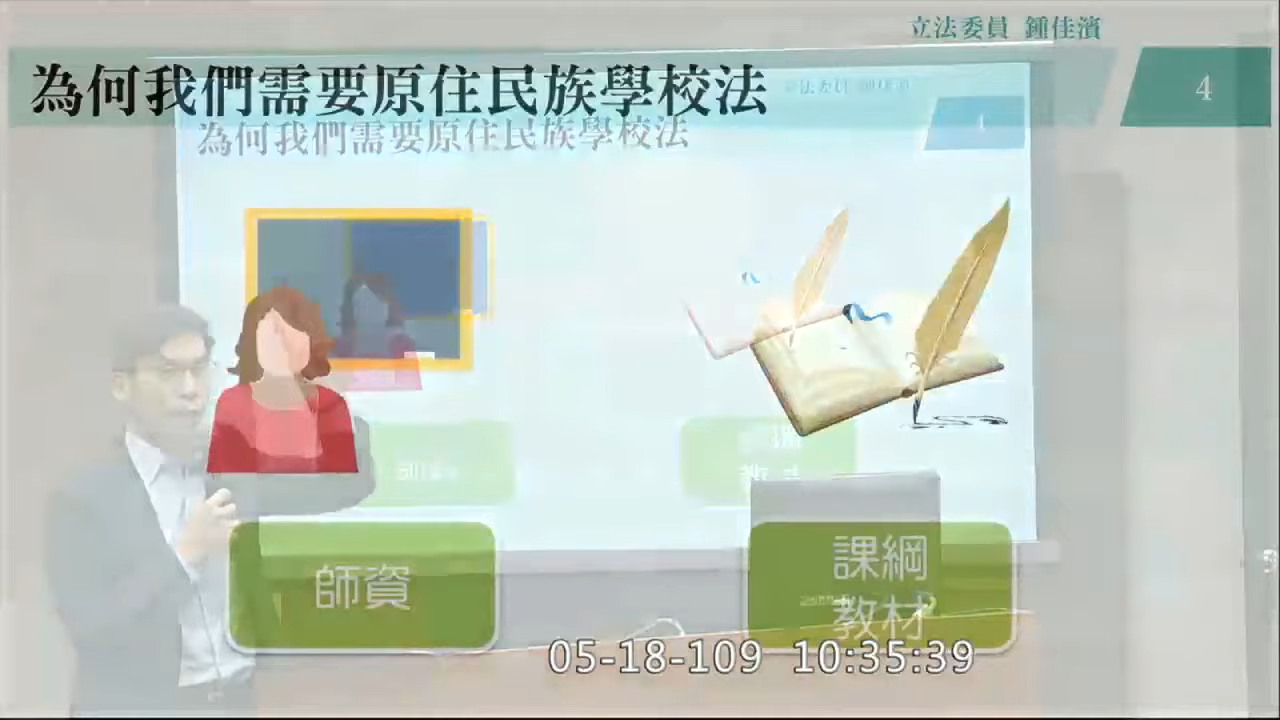 立法委員 鍾佳濱
為何我們需要原住民族學校法
4
為何我們需要原住民族學校法
師資
課綱
教材
05-18-109 10:35:39